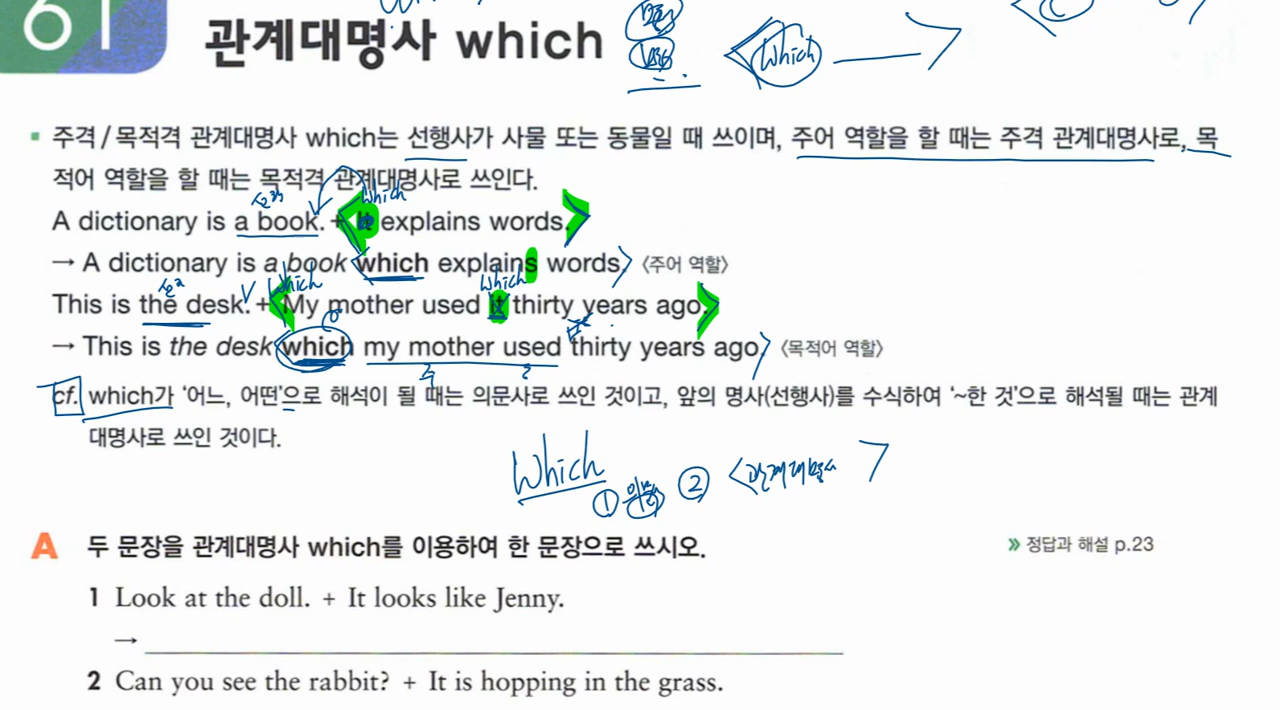 61
관계대명사 which
which
주격/목적격 관계대명사 which는 선행사가 사물 또는 동물일 때 쓰이며, 주어 역할을 할 때는 주격 관계대명사로, 목
적어 역할을 할 때는 목적격 관계대명사로 쓰인다.
which
A dictionary is a book. + It explains words.
→ A dictionary is a book which explains words. 〈주어 역할〉
which which
This is the desk. + My mother used it thirty years ago.
→ This is the desk which my mother used thirty years ago. 〈목적어 역할〉
cf. which가 '어느, 어떤'으로 해석이 될 때는 의문사로 쓰인 것이고, 앞의 명사(선행사)를 수식하여 '~한 것'으로 해석될 때는 관계
대명사로 쓰인 것이다.
which
① 의문사 ② 관계대명사
A 두 문장을 관계대명사 which를 이용하여 한 문장으로 쓰시오.
» 정답과 해설 p.23
1 Look at the doll. + It looks like Jenny.
→
2 Can you see the rabbit? + It is hopping in the grass.